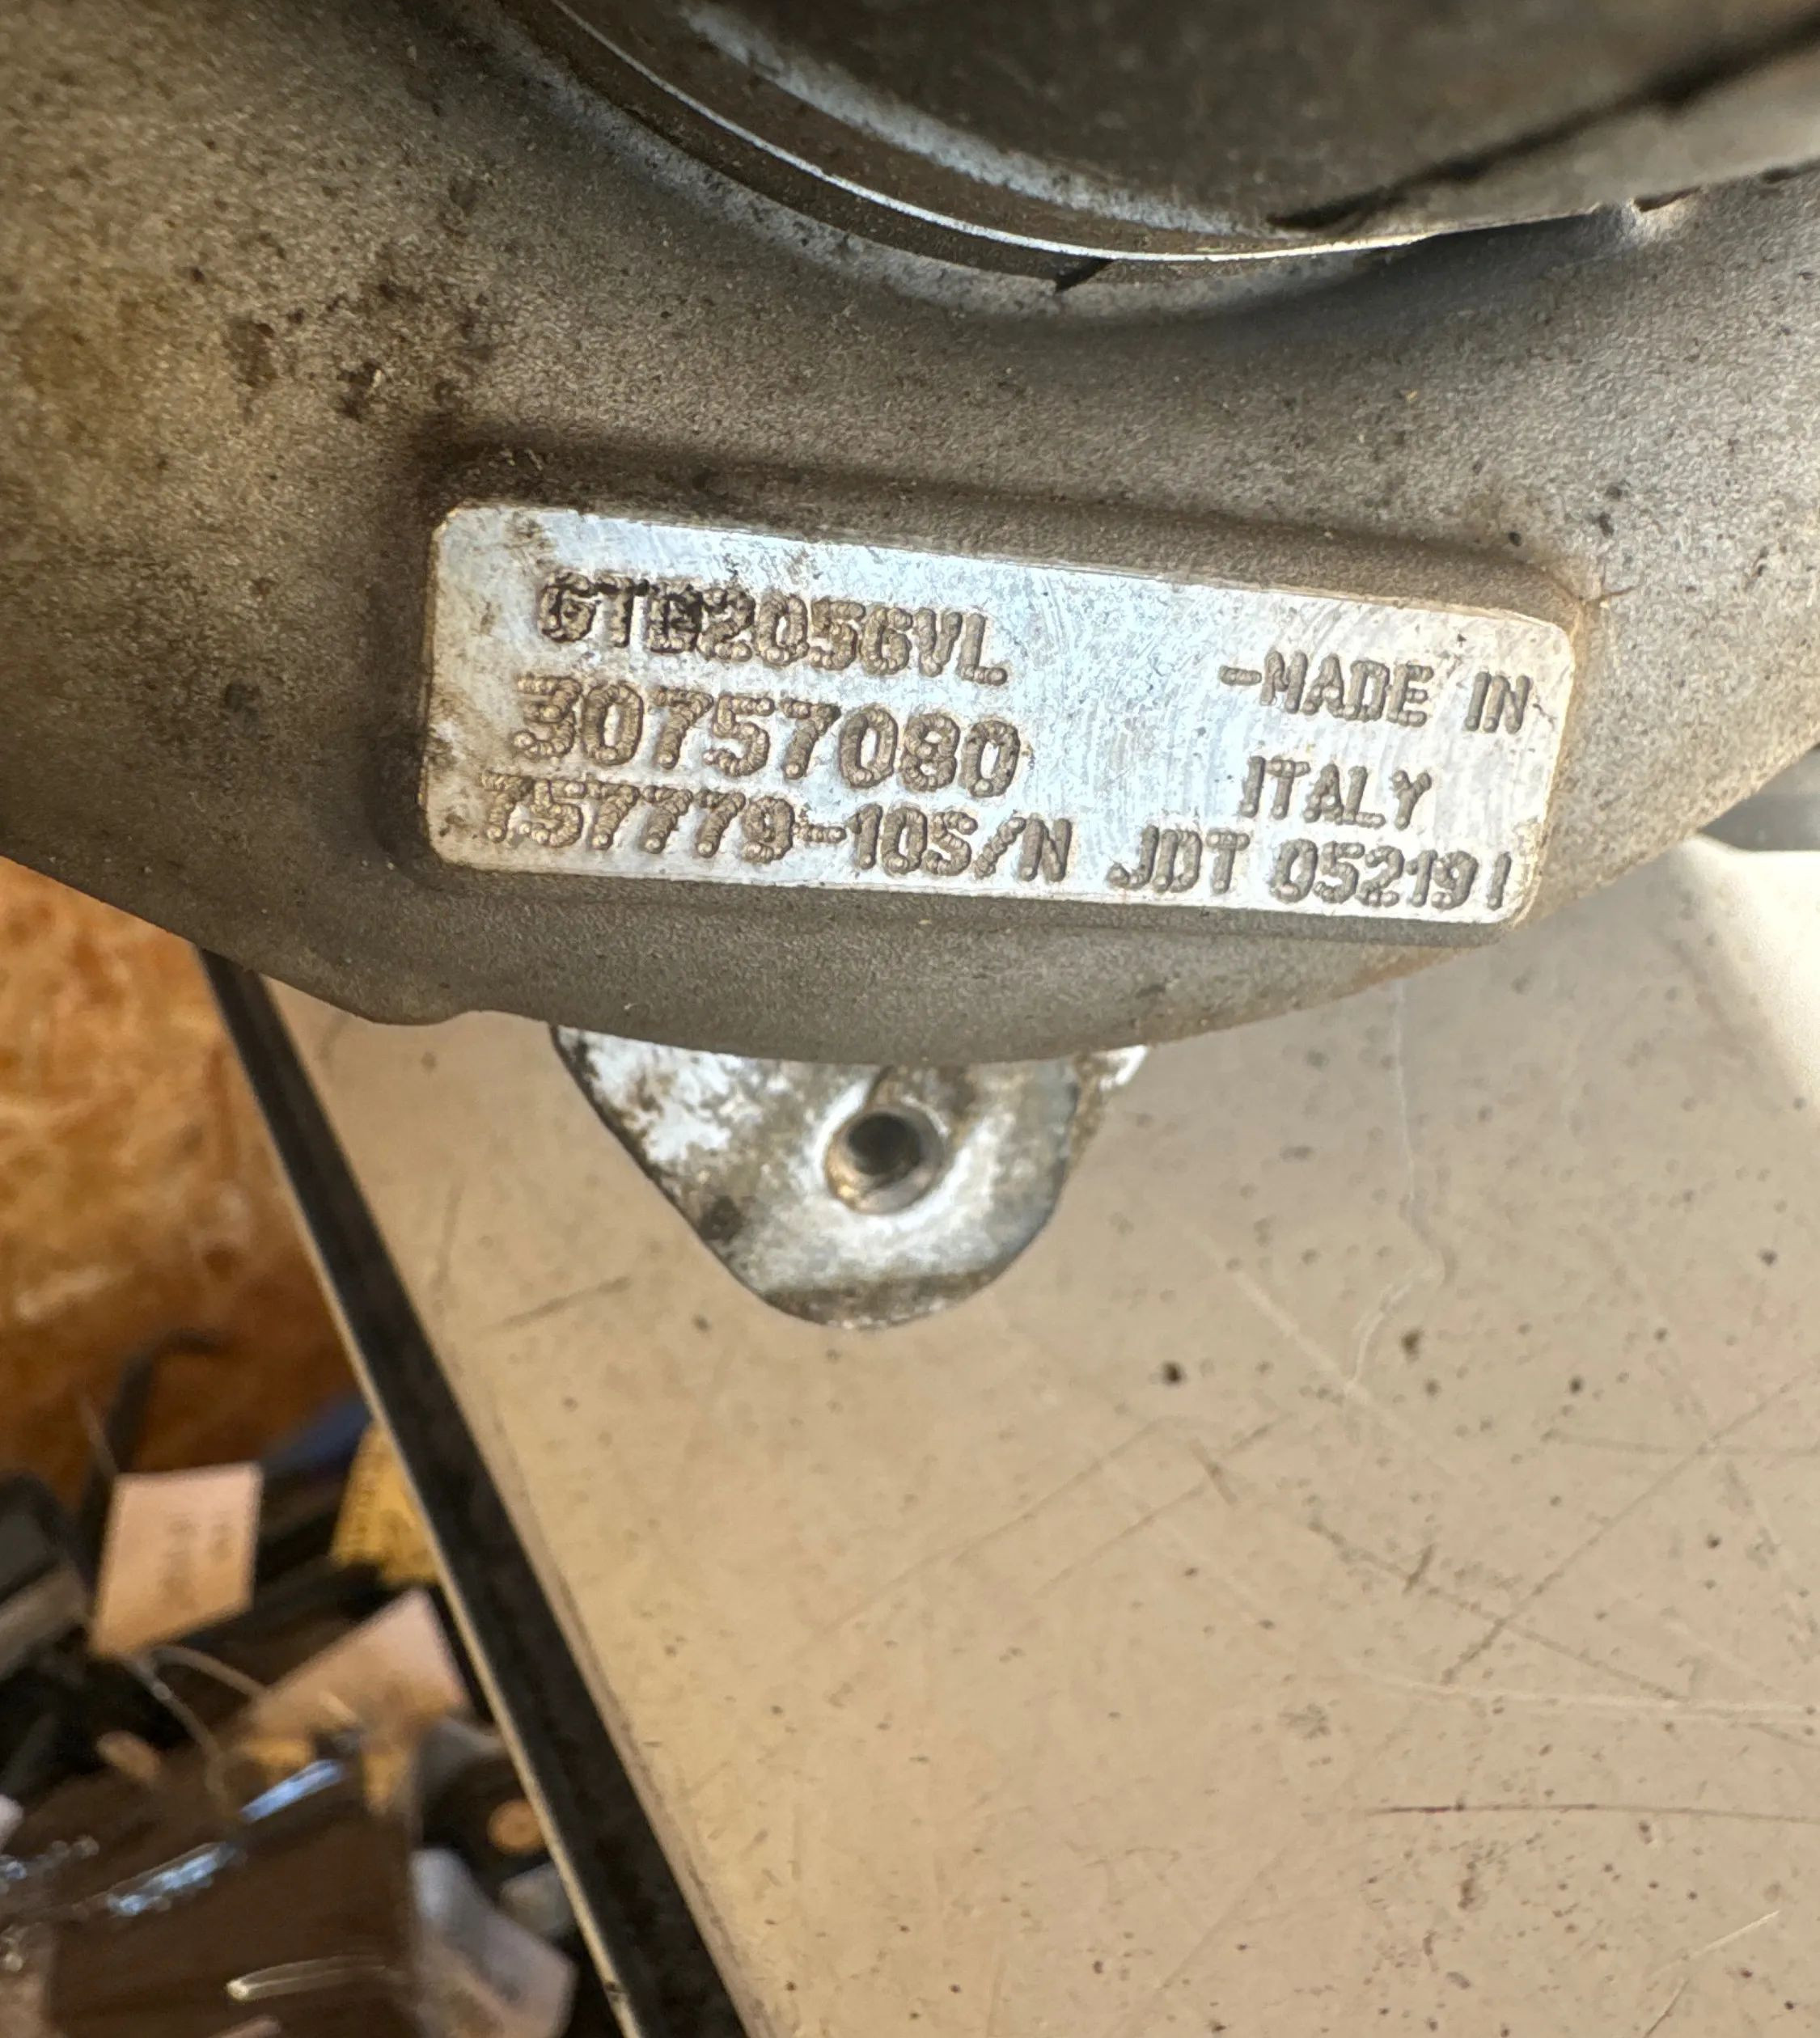 GTB2056VL
30757080
757779-10S/N JDT 052191
-MADE IN
ITALY